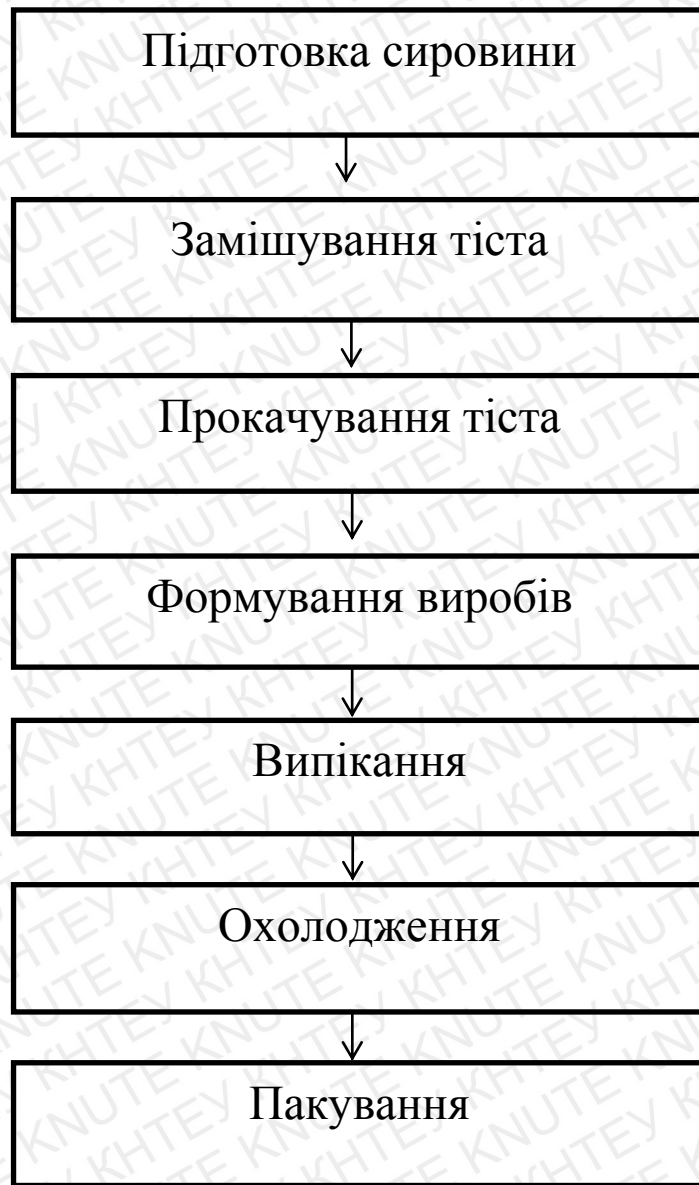 Підготовка сировини
Замішування тіста
Прокачування тіста
Формування виробів
Випікання
Охолодження
Пакування